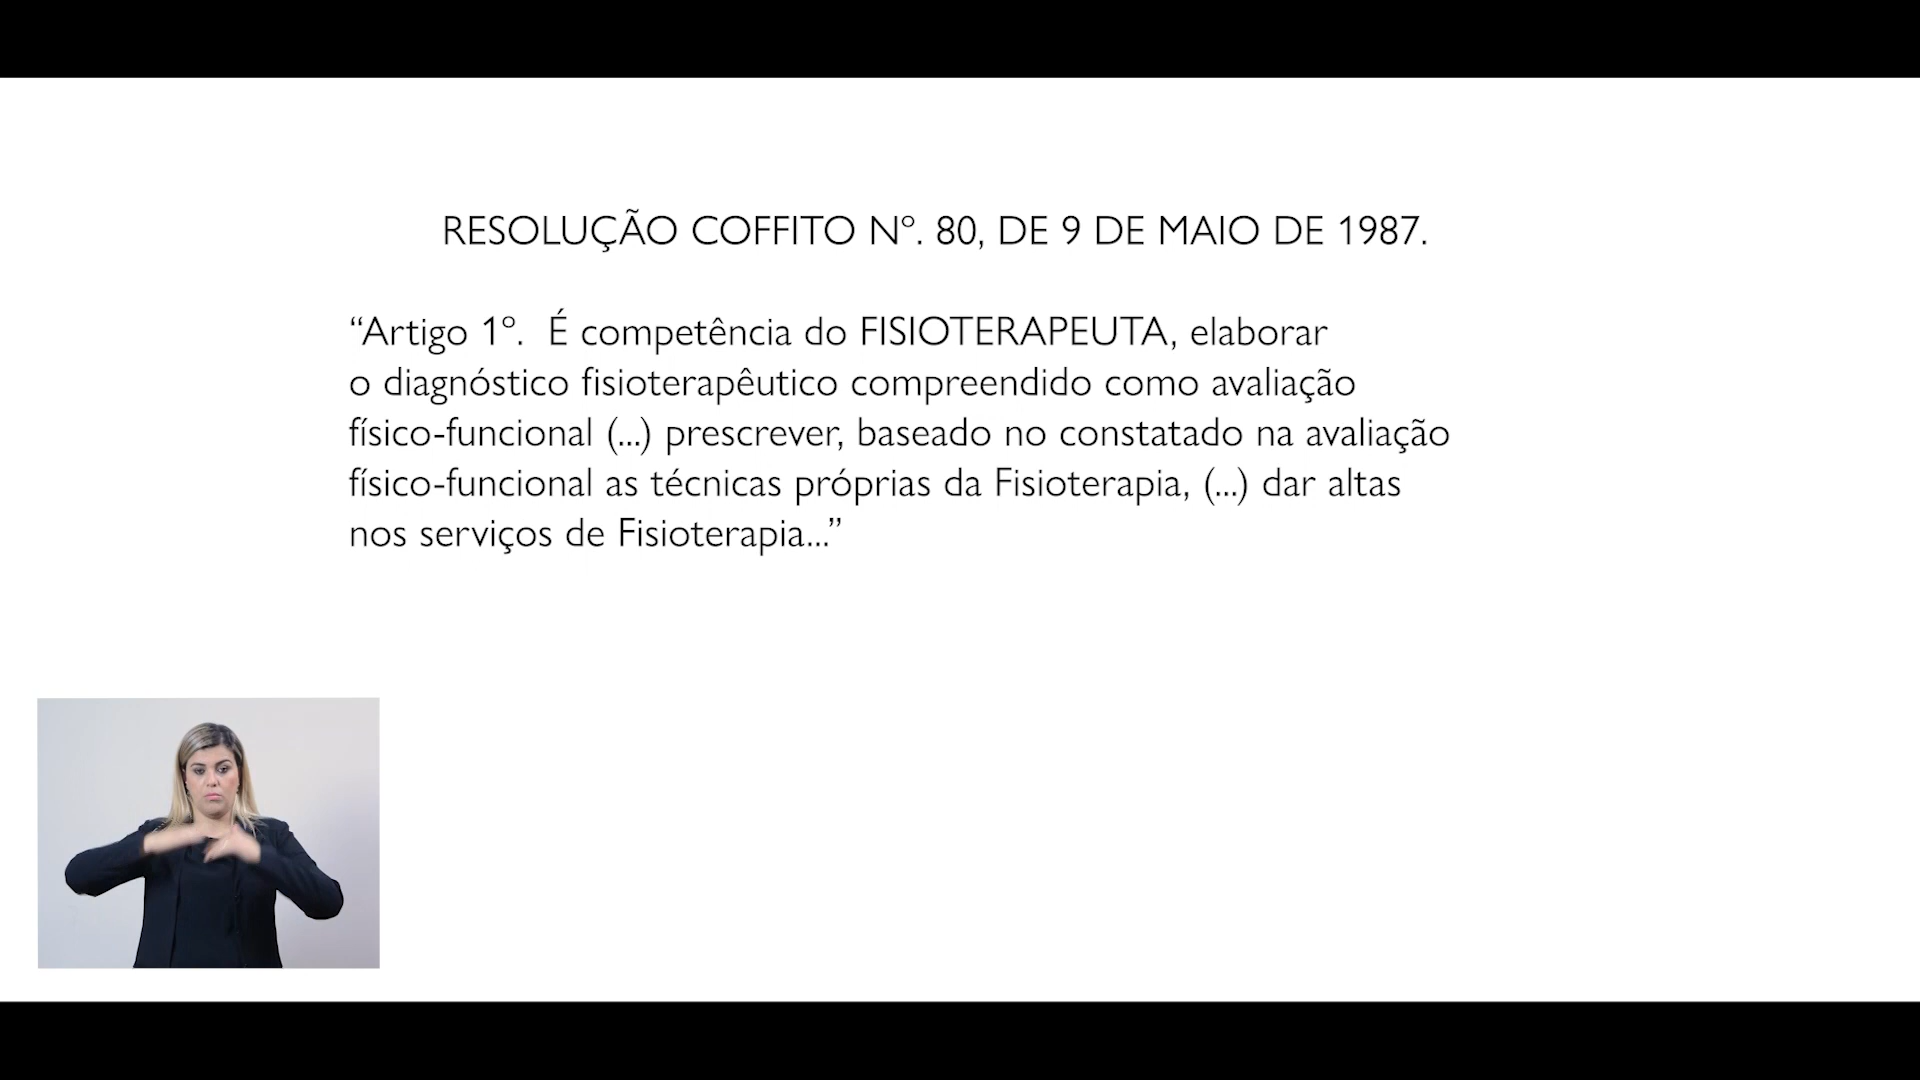 RESOLUÇÃO COFFITO Nº. 80, DE 9 DE MAIO DE 1987.
“Artigo 1º.  É competência do FISIOTERAPEUTA, elaborar
o diagnóstico fisioterapêutico compreendido como avaliação
físico-funcional (...) prescrever, baseado no constatado na avaliação
físico-funcional as técnicas próprias da Fisioterapia, (...) dar altas
nos serviços de Fisioterapia...”